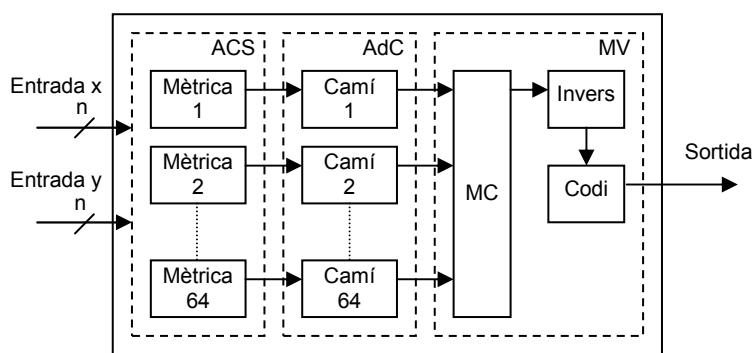 ACS
AdC
MV
Entrada x
n
Entrada y
n
Mètrica
1
Camí
1
Mètrica
2
Camí
2
Mètrica
64
Camí
64
MC
Invers
Codi
Sortida